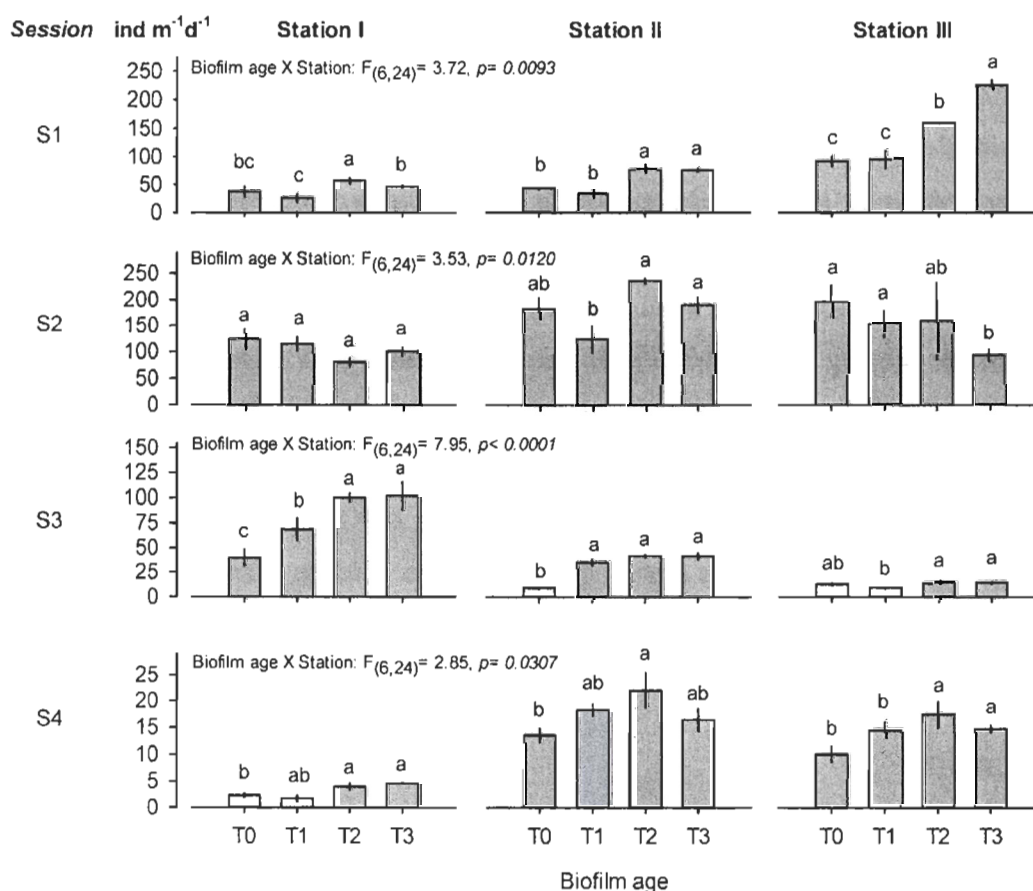 Session ind m⁻¹d⁻¹ Station I Station II Station III
Biofilm age X Station: F(6,24)= 3.72, p= 0.0093
S1
250
200
150
100
50
0
bc c a b
b b a a
c c b a
Biofilm age X Station: F(6,24)= 3.53, p= 0.0120
S2
250
200
150
100
50
0
a a a a
ab b a a
a a ab b
Biofilm age X Station: F(6,24)= 7.95, p< 0.0001
S3
150
125
100
75
50
25
0
c b a a
b a a a
ab b a a
Biofilm age X Station: F(6,24)= 2.85, p= 0.0307
S4
25
20
15
10
5
0
b ab a a
b ab a ab
b b a a
T0 T1 T2 T3 T0 T1 T2 T3 T0 T1 T2 T3
Biofilm age